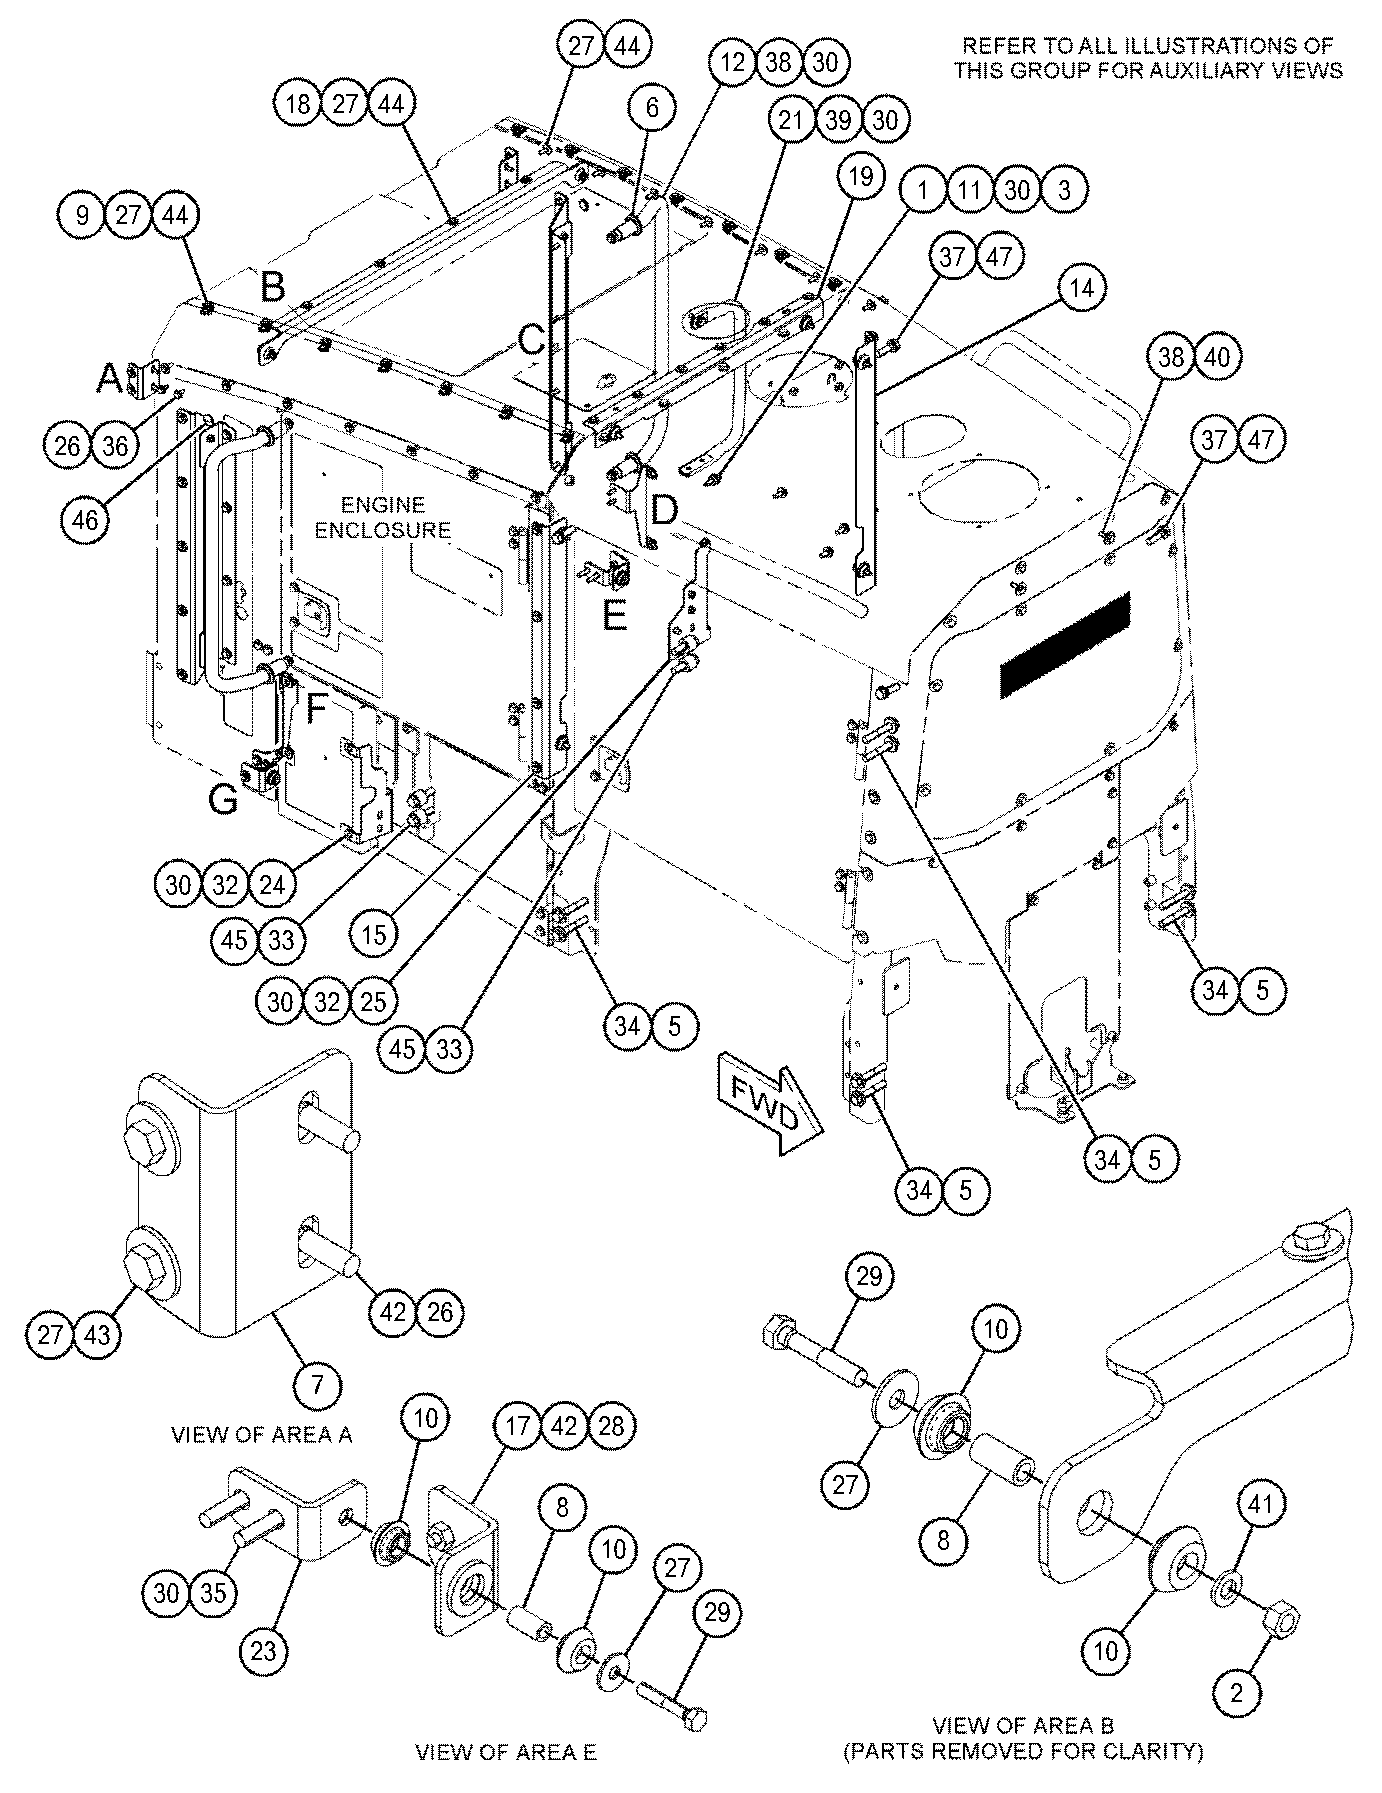 REFER TO ALL ILLUSTRATIONS OF
THIS GROUP FOR AUXILIARY VIEWS
27 44
12 38 30
18 27 44
6
21 39 30
19
1 11 30 3
9 27 44
37 47
14
B
C
A
38 40
26 36
37 47
46
ENGINE
ENCLOSURE
D
E
F
G
30 32 24
45 33
15
30 32 25
45 33
34 5
34 5
FWD
34 5
34 5
27 43
42 26
7
VIEW OF AREA A
29
10
27
8
41
10
2
VIEW OF AREA B
(PARTS REMOVED FOR CLARITY)
10
17 42 28
8
10
27
29
30 35
23
VIEW OF AREA E